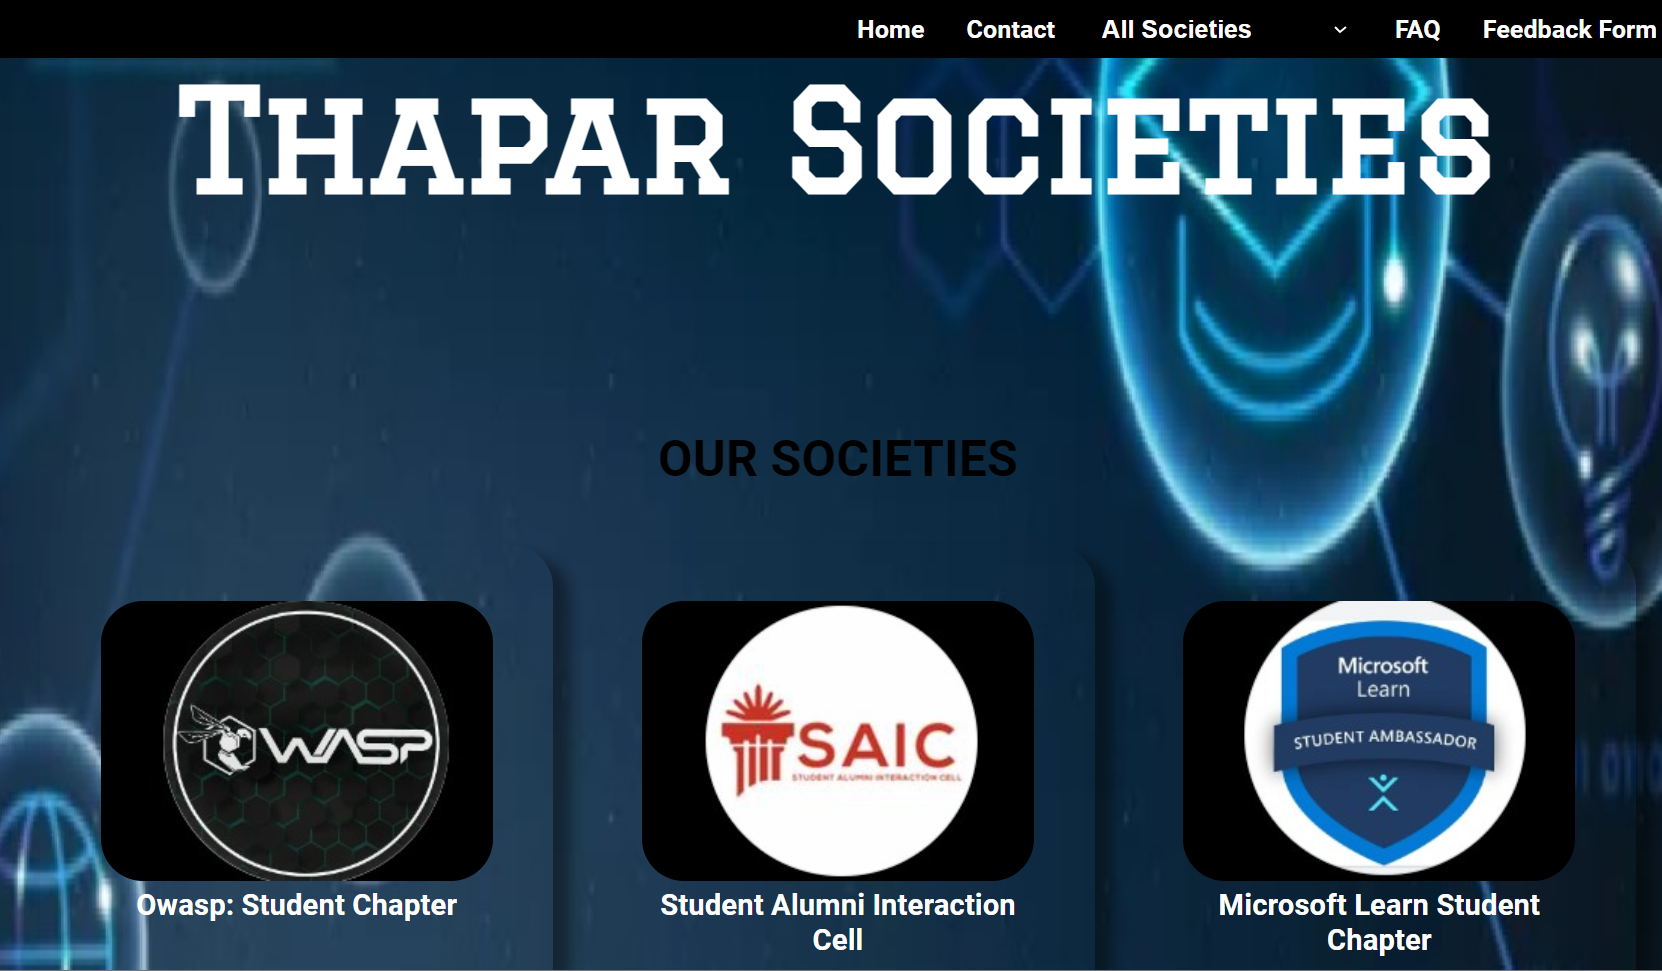 Home Contact All Societies FAQ Feedback Form
THAPAR SOCIETIES
OUR SOCIETIES
OWASP
SAIC
STUDENT ALUMNI INTERACTION CELL
Microsoft
Learn
STUDENT AMBASSADOR
Owasp: Student Chapter
Student Alumni Interaction
Cell
Microsoft Learn Student
Chapter